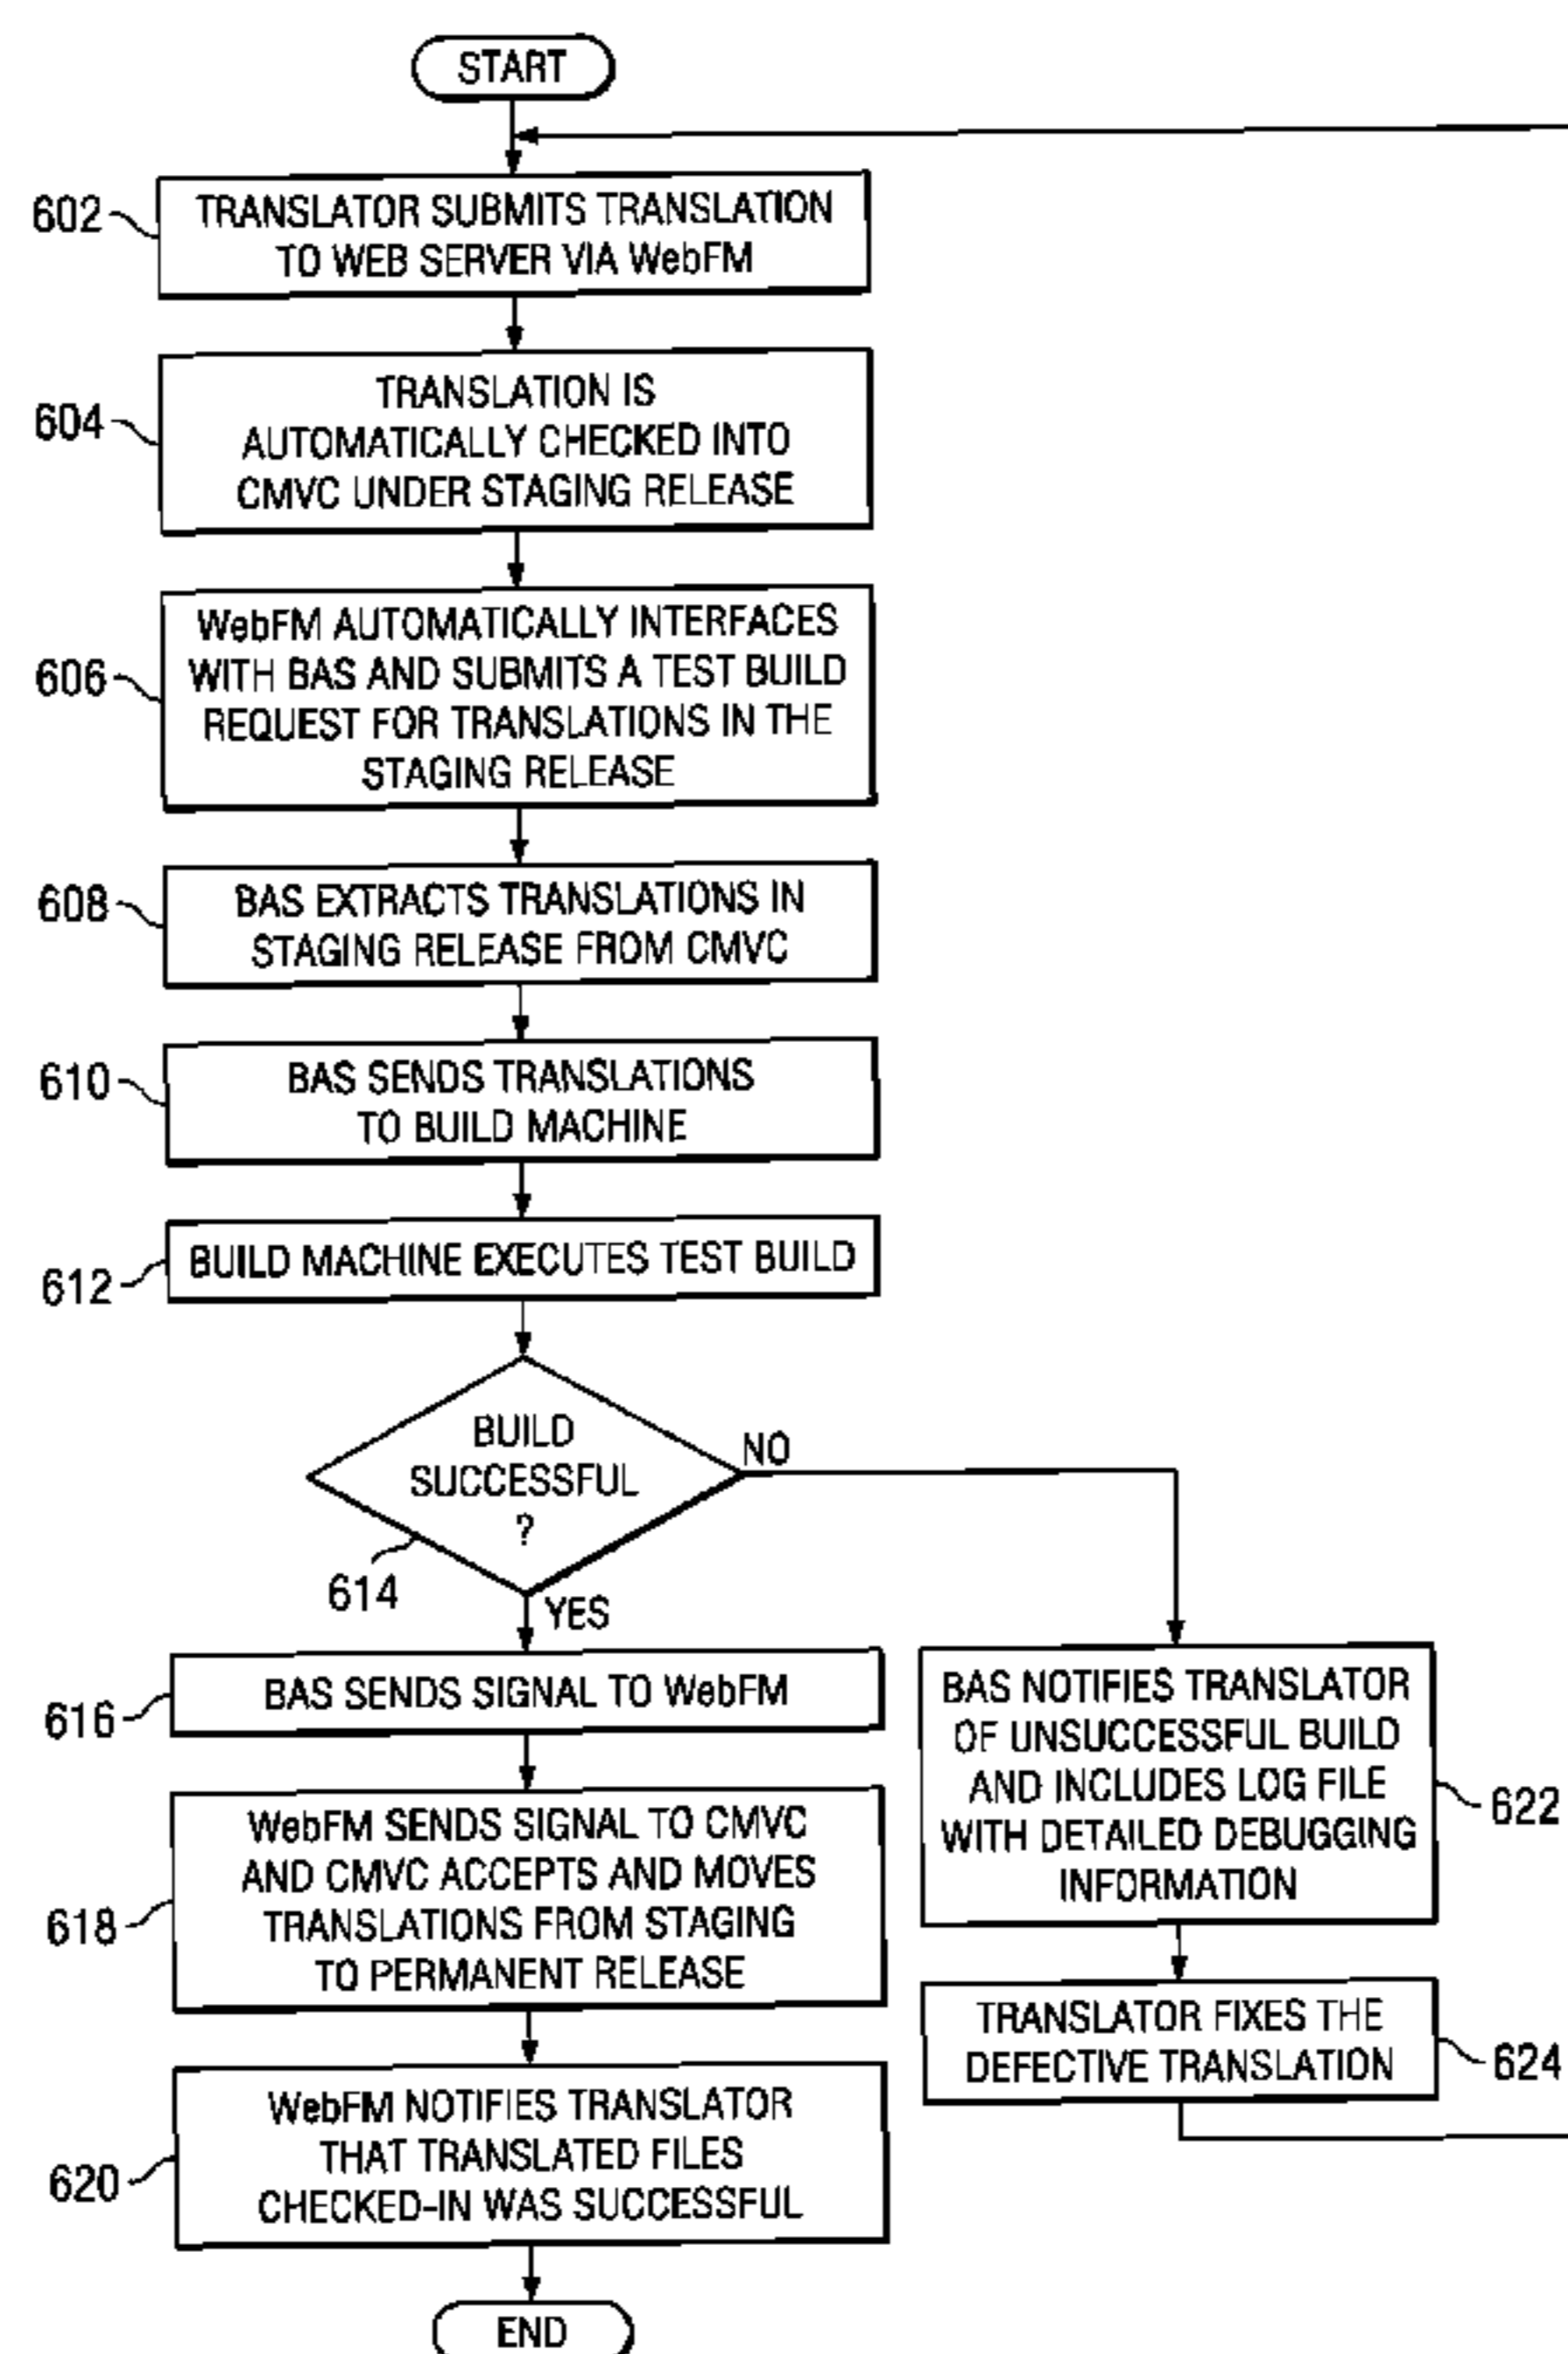 START
602
TRANSLATOR SUBMITS TRANSLATION
TO WEB SERVER VIA WebFM
604
TRANSLATION IS
AUTOMATICALLY CHECKED INTO
CMVC UNDER STAGING RELEASE
606
WebFM AUTOMATICALLY INTERFACES
WITH BAS AND SUBMITS A TEST BUILD
REQUEST FOR TRANSLATIONS IN THE
STAGING RELEASE
608
BAS EXTRACTS TRANSLATIONS IN
STAGING RELEASE FROM CMVC
610
BAS SENDS TRANSLATIONS
TO BUILD MACHINE
612
BUILD MACHINE EXECUTES TEST BUILD
BUILD
SUCCESSFUL
?
614
NO
YES
616
BAS SENDS SIGNAL TO WebFM
618
WebFM SENDS SIGNAL TO CMVC
AND CMVC ACCEPTS AND MOVES
TRANSLATIONS FROM STAGING
TO PERMANENT RELEASE
620
WebFM NOTIFIES TRANSLATOR
THAT TRANSLATED FILES
CHECKED-IN WAS SUCCESSFUL
END
BAS NOTIFIES TRANSLATOR
OF UNSUCCESSFUL BUILD
AND INCLUDES LOG FILE
WITH DETAILED DEBUGGING
INFORMATION
622
TRANSLATOR FIXES THE
DEFECTIVE TRANSLATION
624